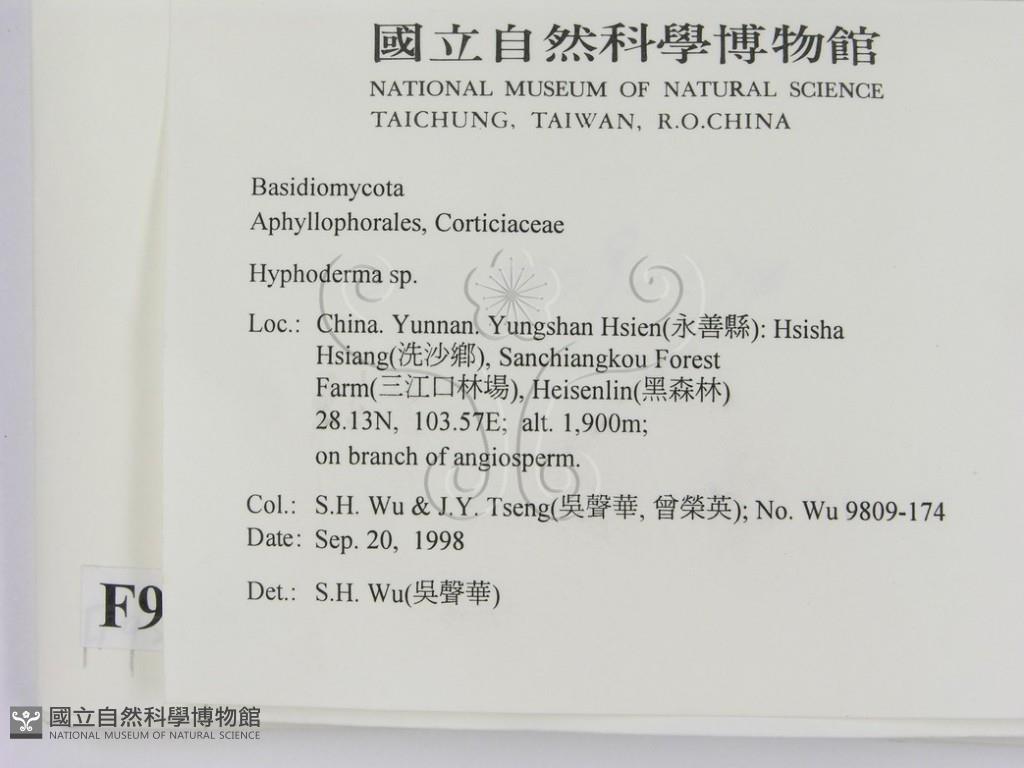 國立自然科學博物館
NATIONAL MUSEUM OF NATURAL SCIENCE
TAICHUNG, TAIWAN, R.O.CHINA
Basidiomycota
Aphyllophorales, Corticiaceae
Hyphoderma sp.
Loc.: China. Yunnan. Yungshan Hsien(永善縣): Hsisha
Hsiang(洗沙鄉), Sanchiangkou Forest
Farm(三江口林場), Heisenlin(黑森林)
28.13N, 103.57E; alt. 1,900m;
on branch of angiosperm.
Col.: S.H. Wu & J.Y. Tseng(吳聲華, 曾榮英); No. Wu 9809-174
Date: Sep. 20, 1998
Det.: S.H. Wu(吳聲華)
F9
國立自然科學博物館
NATIONAL MUSEUM OF NATURAL SCIENCE